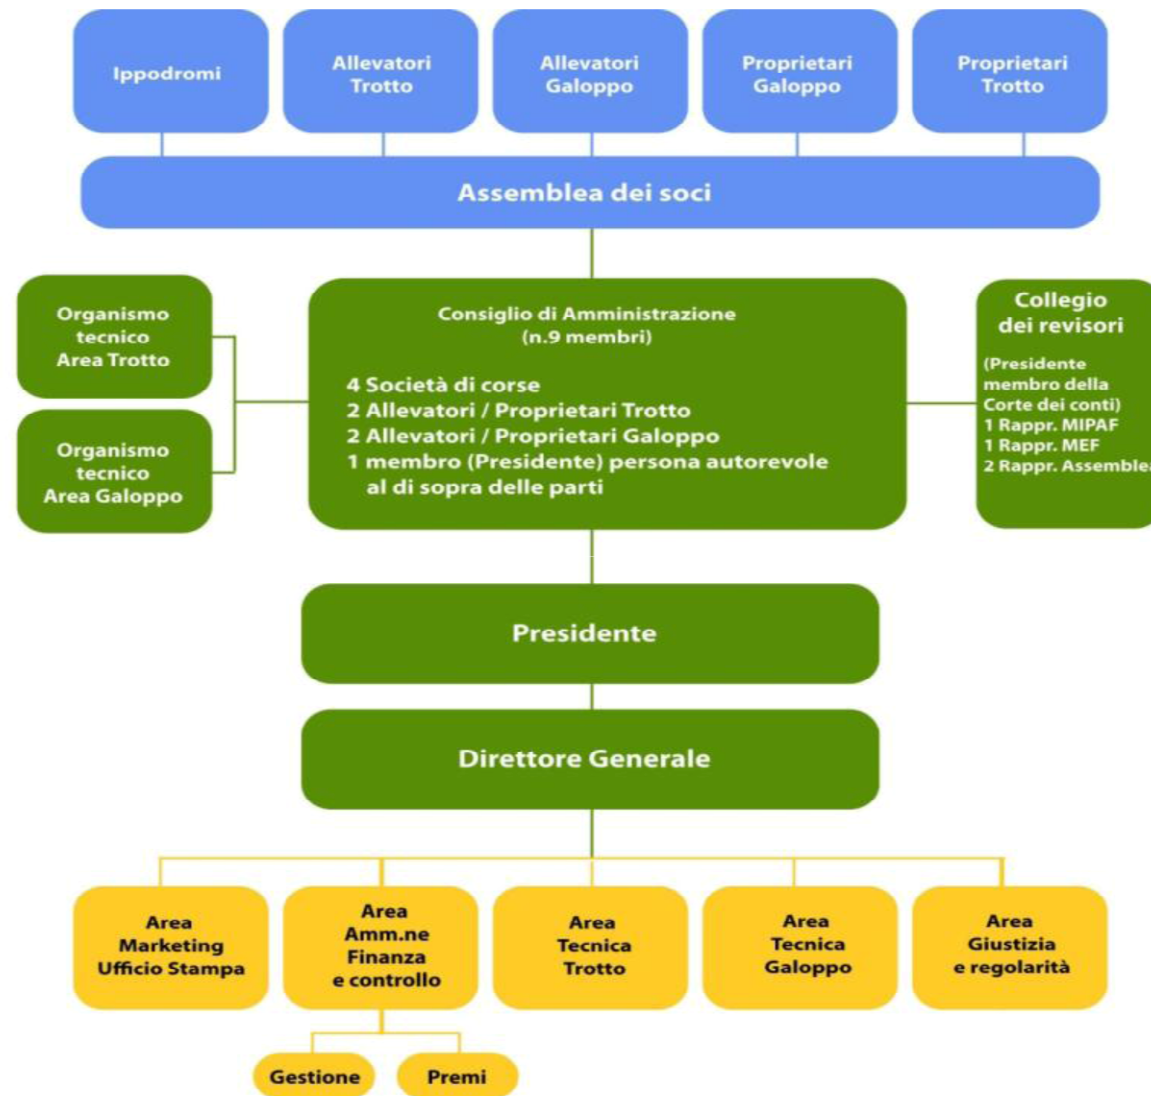 Ippodromi
Allevatori
Trotto
Allevatori
Galoppo
Proprietari
Galoppo
Proprietari
Trotto
Assemblea dei soci
Organismo
tecnico
Area Trotto
Organismo
tecnico
Area Galoppo
Consiglio di Amministrazione
(n.9 membri)
4 Società di corse
2 Allevatori / Proprietari Trotto
2 Allevatori / Proprietari Galoppo
1 membro (Presidente) persona autorevole
al di sopra delle parti
Collegio
dei revisori
(Presidente
membro della
Corte dei conti)
1 Rappr. MIPAF
1 Rappr. MEF
2 Rappr. Assemblea
Presidente
Direttore Generale
Area
Marketing
Ufficio Stampa
Area
Amm.ne
Finanza
e controllo
Area
Tecnica
Trotto
Area
Tecnica
Galoppo
Area
Giustizia
e regolarità
Gestione
Premi